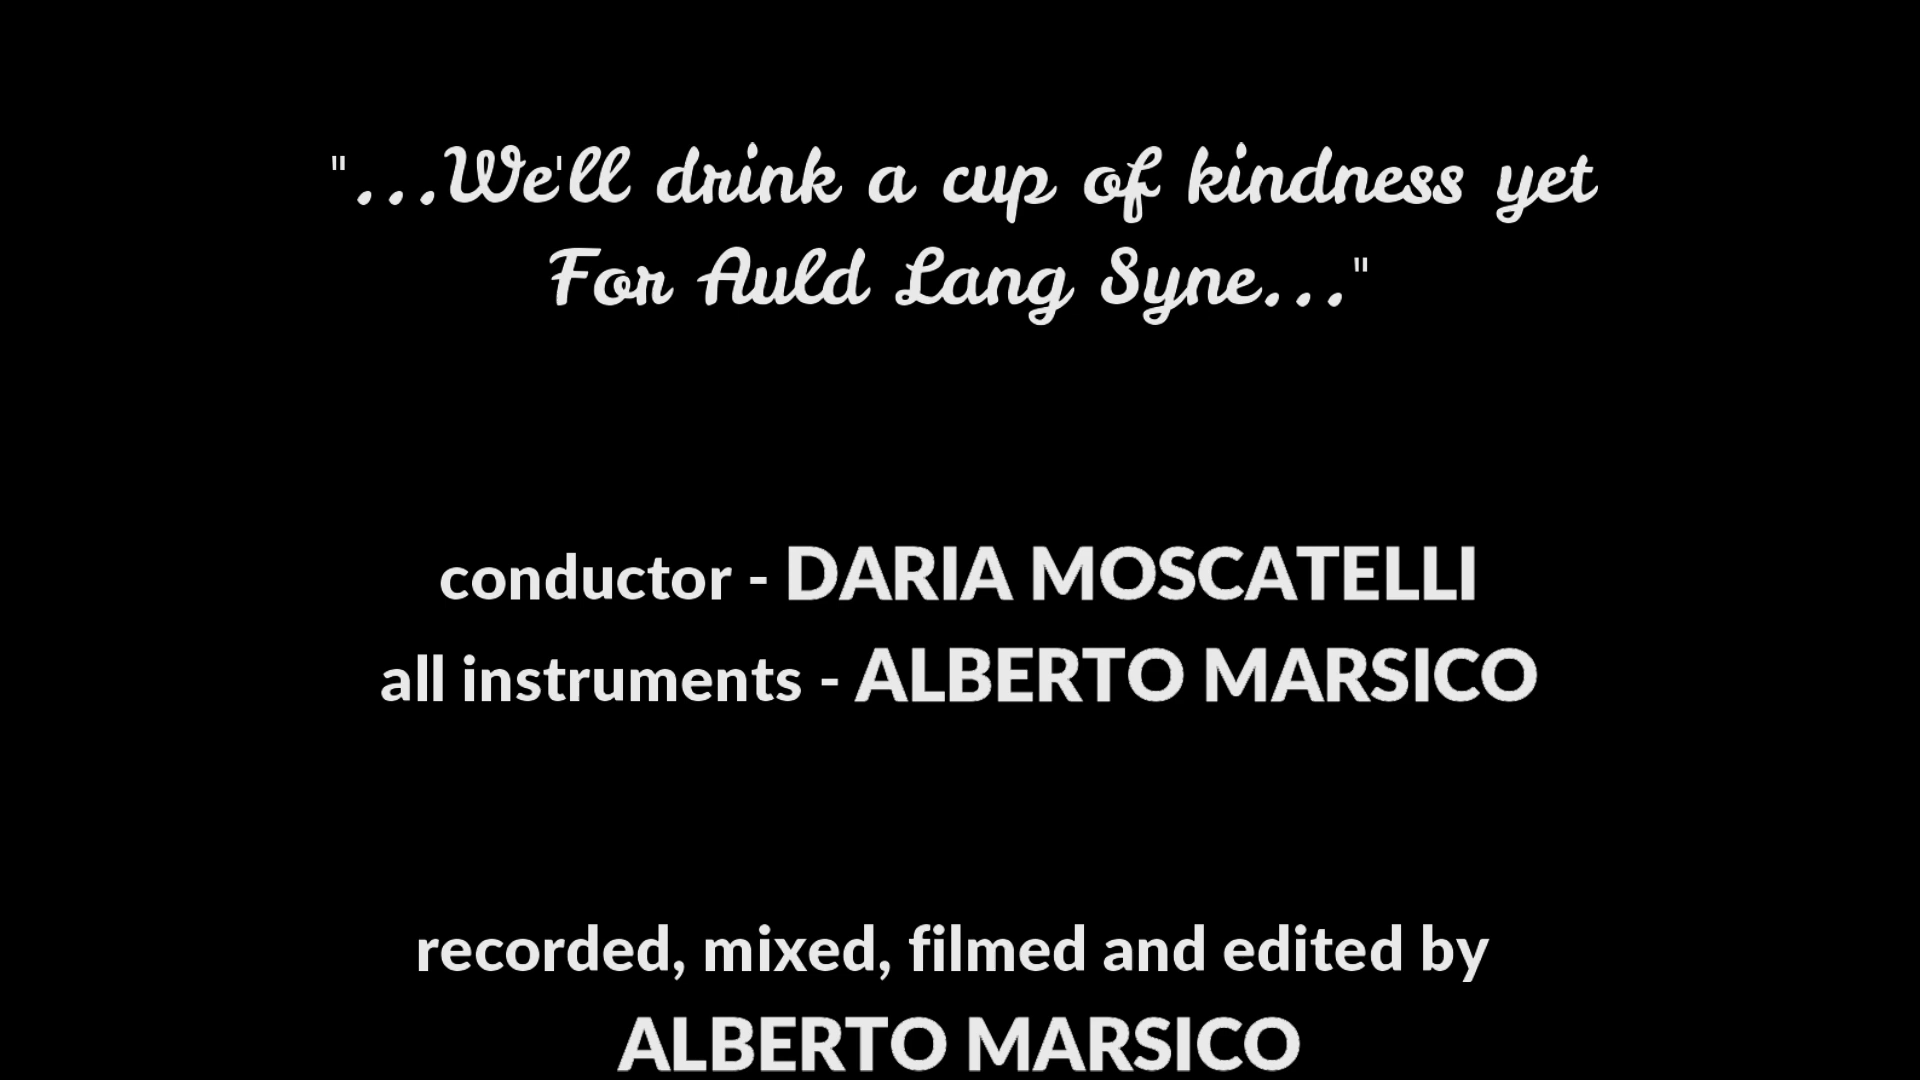 "...We'll drink a cup of kindness yet
For Auld Lang Syne..."
conductor - DARIA MOSCATELLI
all instruments - ALBERTO MARSICO
recorded, mixed, filmed and edited by
ALBERTO MARSICO